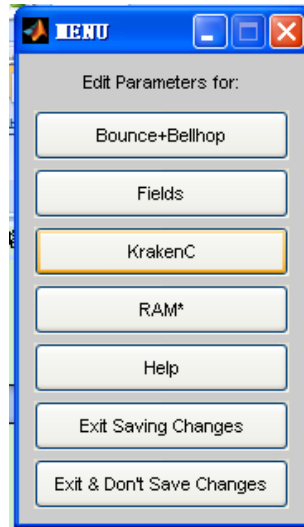 MENU
Edit Parameters for:
Bounce+Bellhop
Fields
KrakenC
RAM*
Help
Exit Saving Changes
Exit & Don't Save Changes